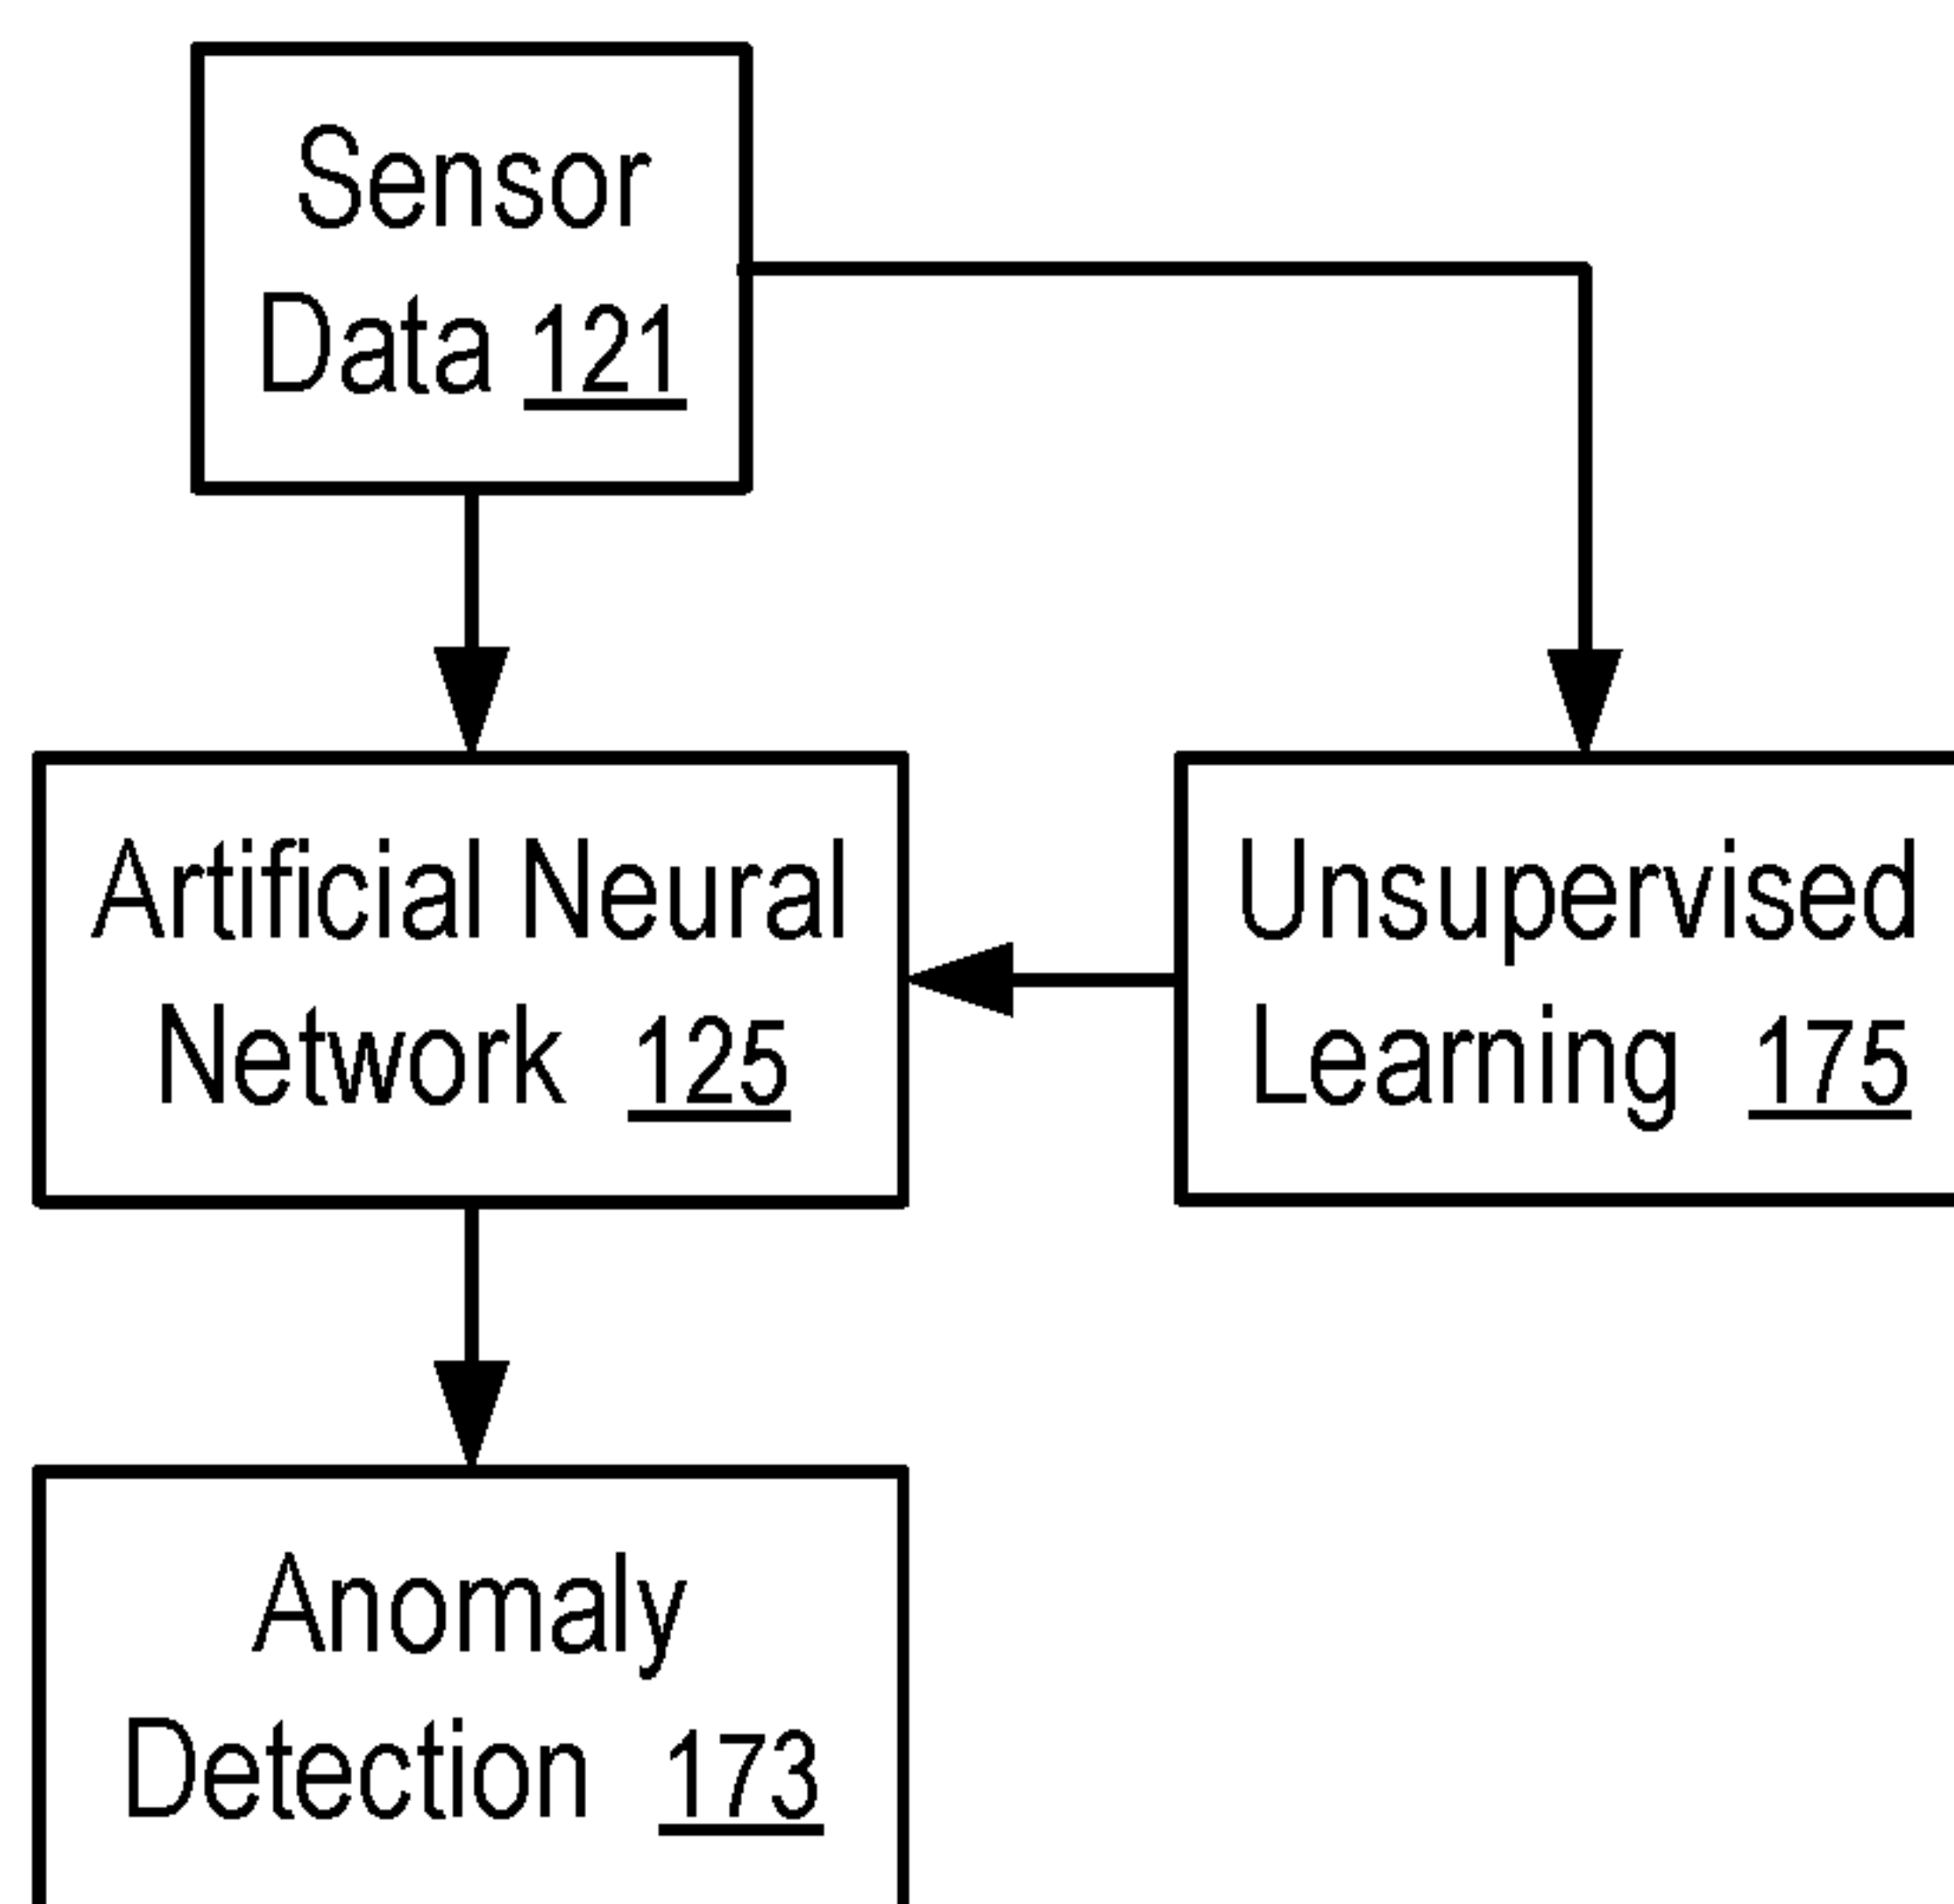 Sensor
Data 121
Artificial Neural
Network 125
Unsupervised
Learning 175
Anomaly
Detection 173